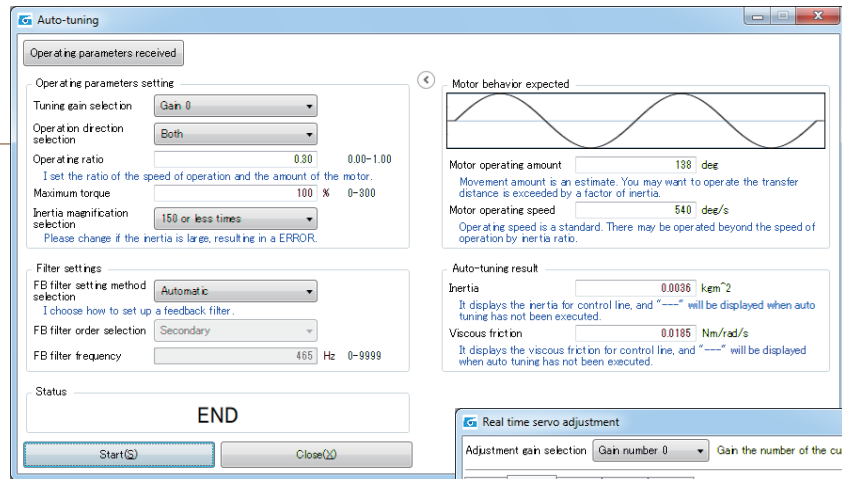 Auto-tuning
Operating parameters received
Operating parameters setting
Tuning gain selection Gain 0
Operation direction
selection Both
Operating ratio 0.30 0.00-1.00
I set the ratio of the speed of operation and the amount of the motor.
Maximum torque 100 % 0-300
Inertia magnification
selection 150 or less times
Please change if the inertia is large, resulting in a ERROR.
Filter settings
FB filter setting method
selection Automatic
I choose how to set up a feedback filter.
FB filter order selection Secondary
FB filter frequency 465 Hz 0-9999
Status
END
Start(S) Close(X)
Motor behavior expected
Motor operating amount 138 deg
Movement amount is an estimate. You may want to operate the transfer
distance is exceeded by a factor of inertia.
Motor operating speed 540 deg/s
Operating speed is a standard. There may be operated beyond the speed of
operation by inertia ratio.
Auto-tuning result
Inertia 0.0036 kgm^2
It displays the inertia for control line, and "---" will be displayed when auto
tuning has not been executed.
Viscous friction 0.0185 Nm/rad/s
It displays the viscous friction for control line, and "---" will be displayed
when auto tuning has not been executed.
Real time servo adjustment
Adjustment gain selection Gain number 0 Gain the number of the cu